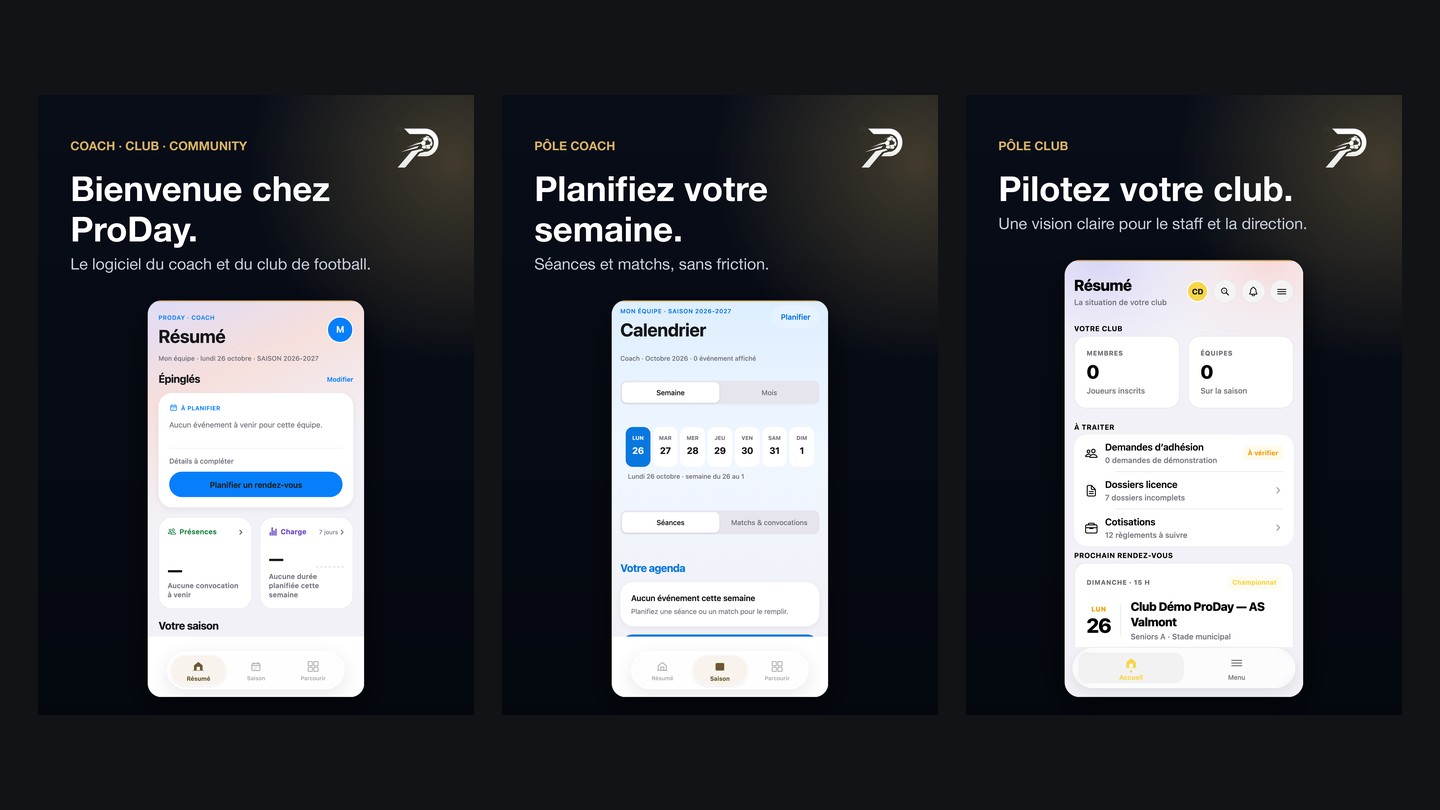 COACH · CLUB · COMMUNITY
Bienvenue chez
ProDay.
Le logiciel du coach et du club de football.
PRODAY · COACH
Résumé
M
Mon équipe · lundi 26 octobre · SAISON 2026-2027
Épinglés
Modifier
À PLANIFIER
Aucun événement à venir pour cette équipe.
Détails à compléter
Planifier un rendez-vous
Présences
—
Aucune convocation
à venir
Charge
7 jours
—
Aucune durée
planifiée cette
semaine
Votre saison
Résumé
Saison
Parcourir
PÔLE COACH
Planifiez votre
semaine.
Séances et matchs, sans friction.
MON ÉQUIPE · SAISON 2026-2027
Calendrier
Planifier
Coach · Octobre 2026 · 0 événement affiché
Semaine
Mois
LUN MAR MER JEU VEN SAM DIM
26 27 28 29 30 31 1
Lundi 26 octobre · semaine du 26 au 1
Séances
Matchs & convocations
Votre agenda
Aucun événement cette semaine
Planifiez une séance ou un match pour le remplir.
Résumé
Saison
Parcourir
PÔLE CLUB
Pilotez votre club.
Une vision claire pour le staff et la direction.
Résumé
La situation de votre club
CD
VOTRE CLUB
MEMBRES
0
Joueurs inscrits
ÉQUIPES
0
Sur la saison
À TRAITER
Demandes d’adhésion
0 demandes de démonstration
À vérifier
Dossiers licence
7 dossiers incomplets
Cotisations
12 règlements à suivre
PROCHAIN RENDEZ-VOUS
DIMANCHE · 15 H
Championnat
LUN
26
Club Démo ProDay — AS
Valmont
Seniors A · Stade municipal
Accueil
Menu